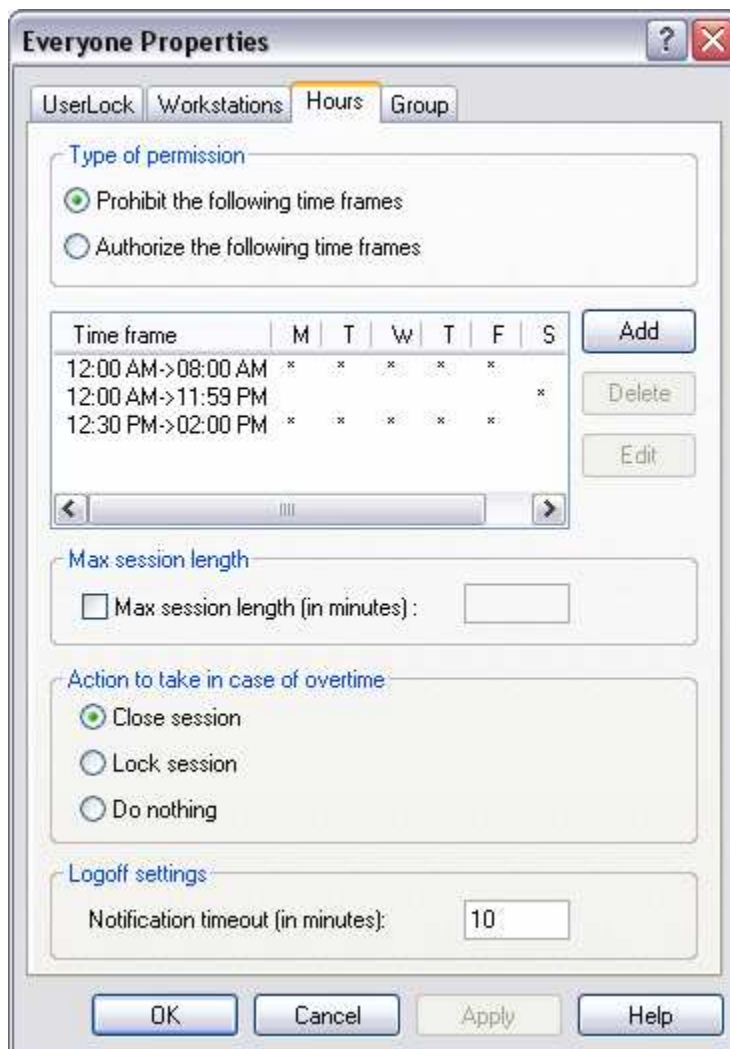 Everyone Properties
UserLock Workstations Hours Group
Type of permission
Prohibit the following time frames
Authorize the following time frames
Time frame M T W T F S
12:00 AM->08:00 AM * * * * *
12:00 AM->11:59 PM *
12:30 PM->02:00 PM * * * * *
Add
Delete
Edit
Max session length
Max session length (in minutes) :
Action to take in case of overtime
Close session
Lock session
Do nothing
Logoff settings
Notification timeout (in minutes): 10
OK Cancel Apply Help